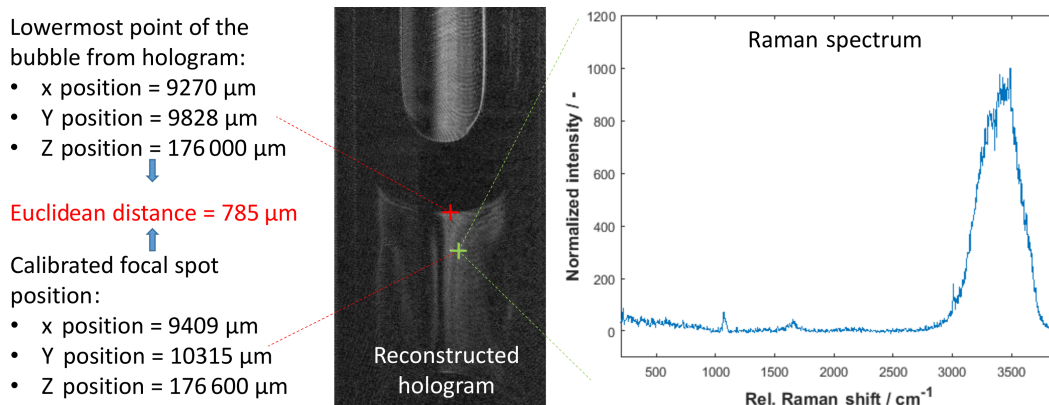 Lowermost point of the
bubble from hologram:
• x position = 9270 µm
• Y position = 9828 µm
• Z position = 176 000 µm
Euclidean distance = 785 µm
Calibrated focal spot
position:
• x position = 9409 µm
• Y position = 10315 µm
• Z position = 176 600 µm
Reconstructed
hologram
Raman spectrum
Normalized intensity / -
1200
1000
800
600
400
200
0
500 1000 1500 2000 2500 3000 3500
Rel. Raman shift / cm⁻¹